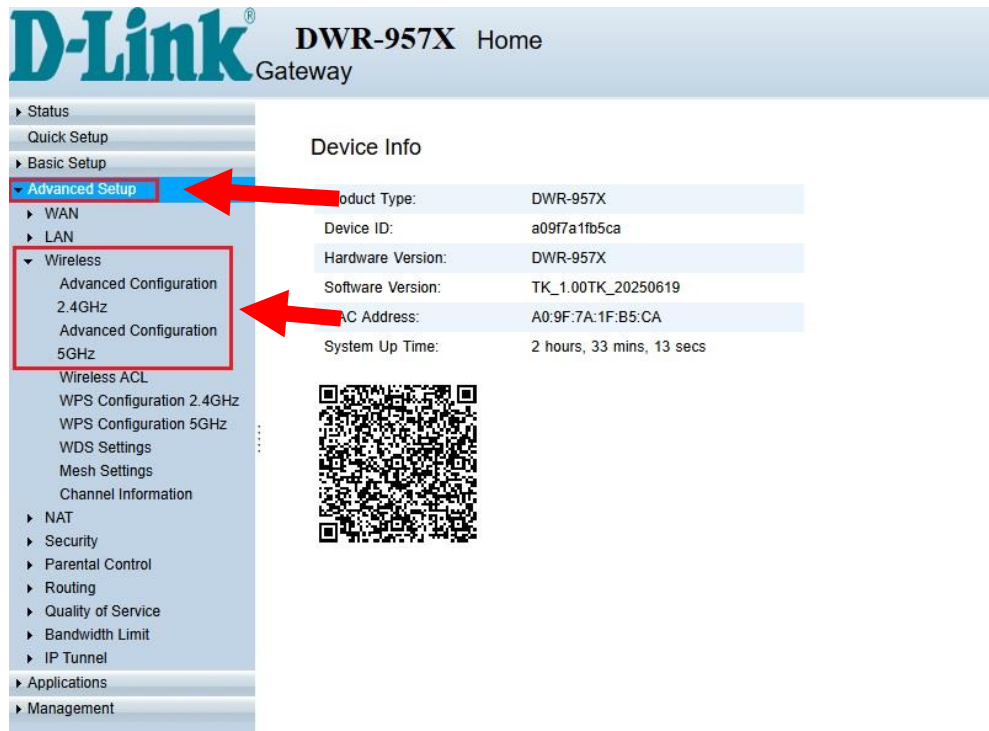 D-Link® DWR-957X Home
Gateway
Status
Quick Setup
Basic Setup
Advanced Setup
WAN
LAN
Wireless
Advanced Configuration
2.4GHz
Advanced Configuration
5GHz
Wireless ACL
WPS Configuration 2.4GHz
WPS Configuration 5GHz
WDS Settings
Mesh Settings
Channel Information
NAT
Security
Parental Control
Routing
Quality of Service
Bandwidth Limit
IP Tunnel
Applications
Management
Device Info
oduct Type: DWR-957X
Device ID: a09f7a1fb5ca
Hardware Version: DWR-957X
Software Version: TK_1.00TK_20250619
AC Address: A0:9F:7A:1F:B5:CA
System Up Time: 2 hours, 33 mins, 13 secs